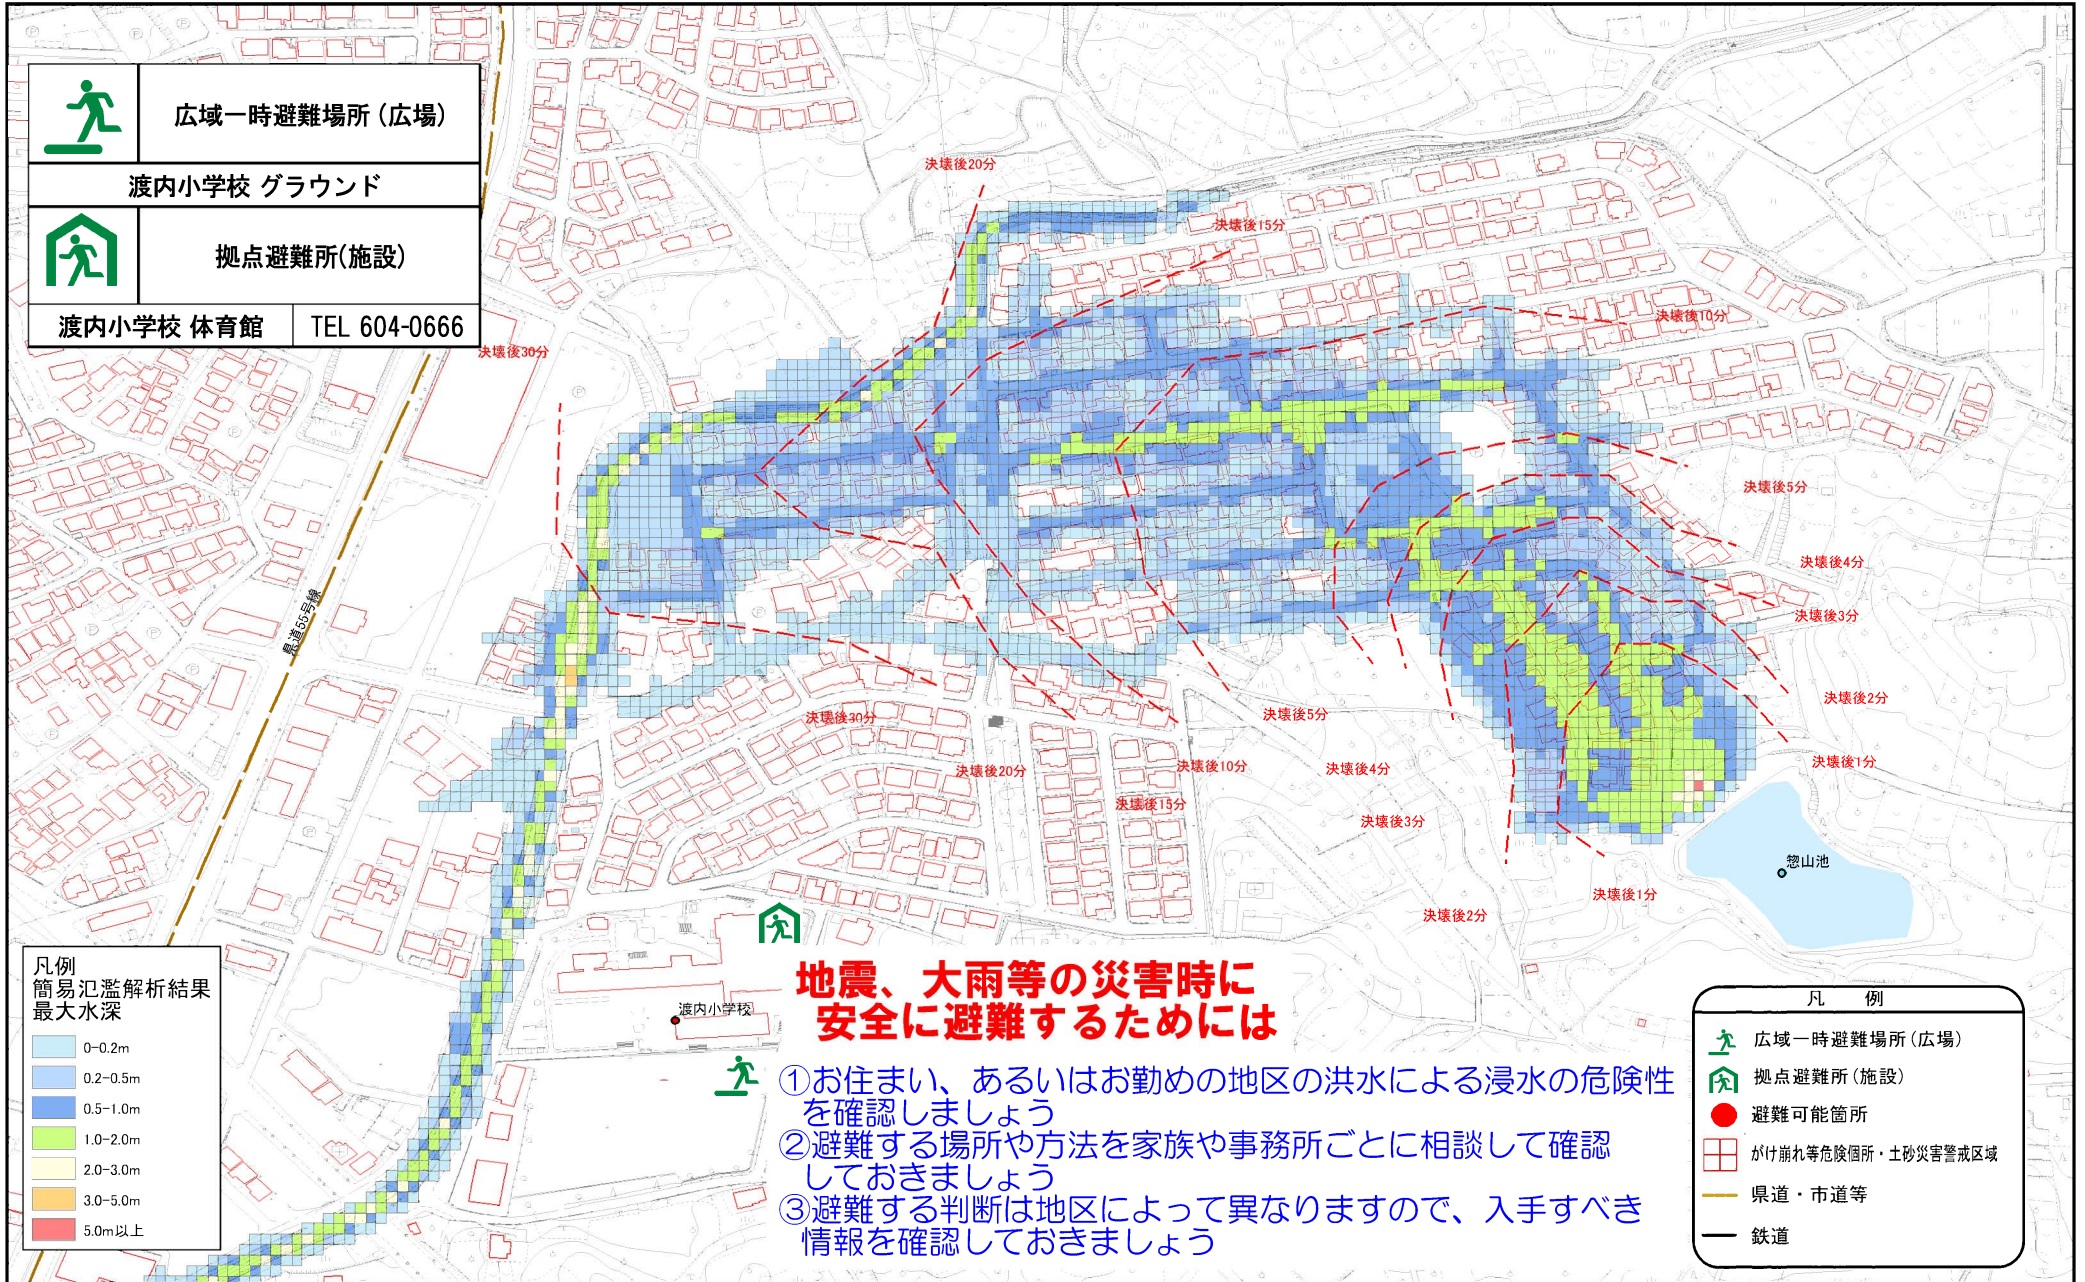 広域一時避難場所(広場)
渡内小学校 グラウンド
拠点避難所(施設)
渡内小学校 体育館
TEL 604-0666
決壊後20分
決壊後15分
決壊後10分
決壊後30分
決壊後5分
決壊後4分
決壊後3分
決壊後2分
決壊後1分
県道55号線
決壊後30分
決壊後20分
決壊後15分
決壊後10分
決壊後5分
決壊後4分
決壊後3分
決壊後2分
決壊後1分
惣山池
渡内小学校
凡例
簡易氾濫解析結果
最大水深
0-0.2m
0.2-0.5m
0.5-1.0m
1.0-2.0m
2.0-3.0m
3.0-5.0m
5.0m以上
地震、大雨等の災害時に
安全に避難するためには
①お住まい、あるいはお勤めの地区の洪水による浸水の危険性
を確認しましょう
②避難する場所や方法を家族や事務所ごとに相談して確認
しておきましょう
③避難する判断は地区によって異なりますので、入手すべき
情報を確認しておきましょう
凡 例
広域一時避難場所(広場)
拠点避難所(施設)
避難可能箇所
がけ崩れ等危険個所・土砂災害警戒区域
県道・市道等
鉄道